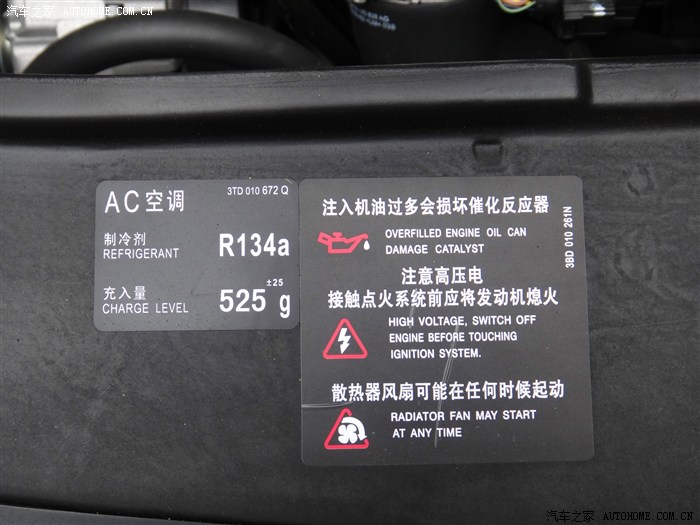 汽车之家 AUTOHOME.COM.CN
3TD 010 672 Q
AC空调
制冷剂
REFRIGERANT
R134a
充入量
CHARGE LEVEL
525 ±25 g
注入机油过多会损坏催化反应器
OVERFILLED ENGINE OIL CAN
DAMAGE CATALYST
注意高压电
接触点火系统前应将发动机熄火
HIGH VOLTAGE, SWITCH OFF
ENGINE BEFORE TOUCHING
IGNITION SYSTEM.
散热器风扇可能在任何时候起动
RADIATOR FAN MAY START
AT ANY TIME
3BD 010 261N
汽车之家 AUTOHOME.COM.CN